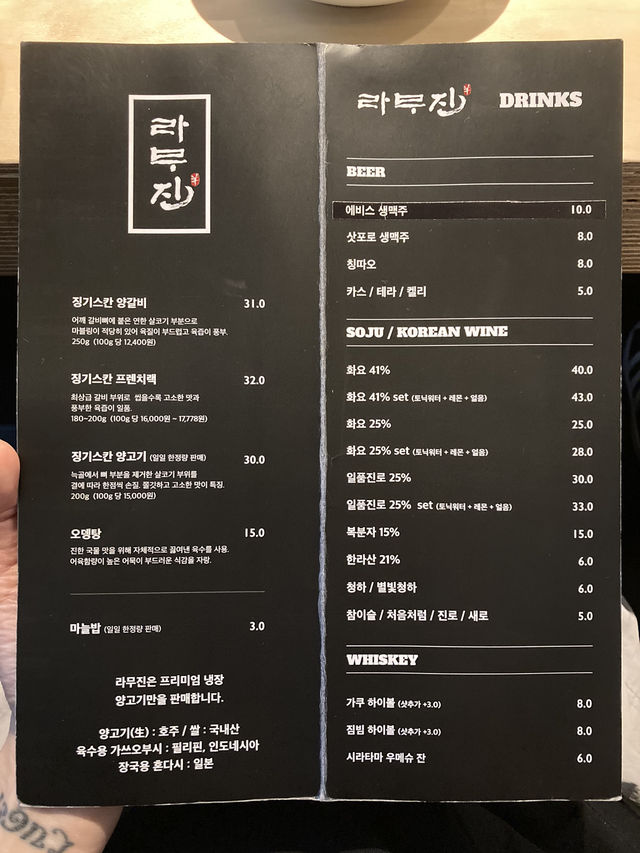 라무진
징기스칸 양갈비 31.0
어깨 갈비뼈에 붙은 연한 살코기 부분으로
마블링이 적당히 있어 육질이 부드럽고 육즙이 풍부.
250g (100g 당 12,400원)
징기스칸 프렌치랙 32.0
최상급 갈비 부위로 씹을수록 고소한 맛과
풍부한 육즙이 일품.
180~200g (100g 당 16,000원 ~ 17,778원)
징기스칸 양고기 (일일 한정량 판매) 30.0
늑골에서 뼈 부분을 제거한 살코기 부위를
결에 따라 한점씩 손질. 쫄깃하고 고소한 맛이 특징.
200g (100g 당 15,000원)
오뎅탕 15.0
진한 국물 맛을 위해 자체적으로 끓여낸 육수를 사용.
어육함량이 높은 어묵이 부드러운 식감을 자랑.
마늘밥 (일일 한정량 판매) 3.0
라무진은 프리미엄 냉장
양고기만을 판매합니다.
양고기(生) : 호주 / 쌀 : 국내산
육수용 가쓰오부시 : 필리핀, 인도네시아
장국용 혼다시 : 일본
라무진 DRINKS
BEER
에비스 생맥주 10.0
삿포로 생맥주 8.0
칭따오 8.0
카스 / 테라 / 켈리 5.0
SOJU / KOREAN WINE
화요 41% 40.0
화요 41% set (토닉워터 + 레몬 + 얼음) 43.0
화요 25% 25.0
화요 25% set (토닉워터 + 레몬 + 얼음) 28.0
일품진로 25% 30.0
일품진로 25% set (토닉워터 + 레몬 + 얼음) 33.0
복분자 15% 15.0
한라산 21% 6.0
청하 / 별빛청하 6.0
참이슬 / 처음처럼 / 진로 / 새로 5.0
WHISKEY
가쿠 하이볼 (샷추가 +3.0) 8.0
짐빔 하이볼 (샷추가 +3.0) 8.0
시라타마 우메슈 잔 6.0